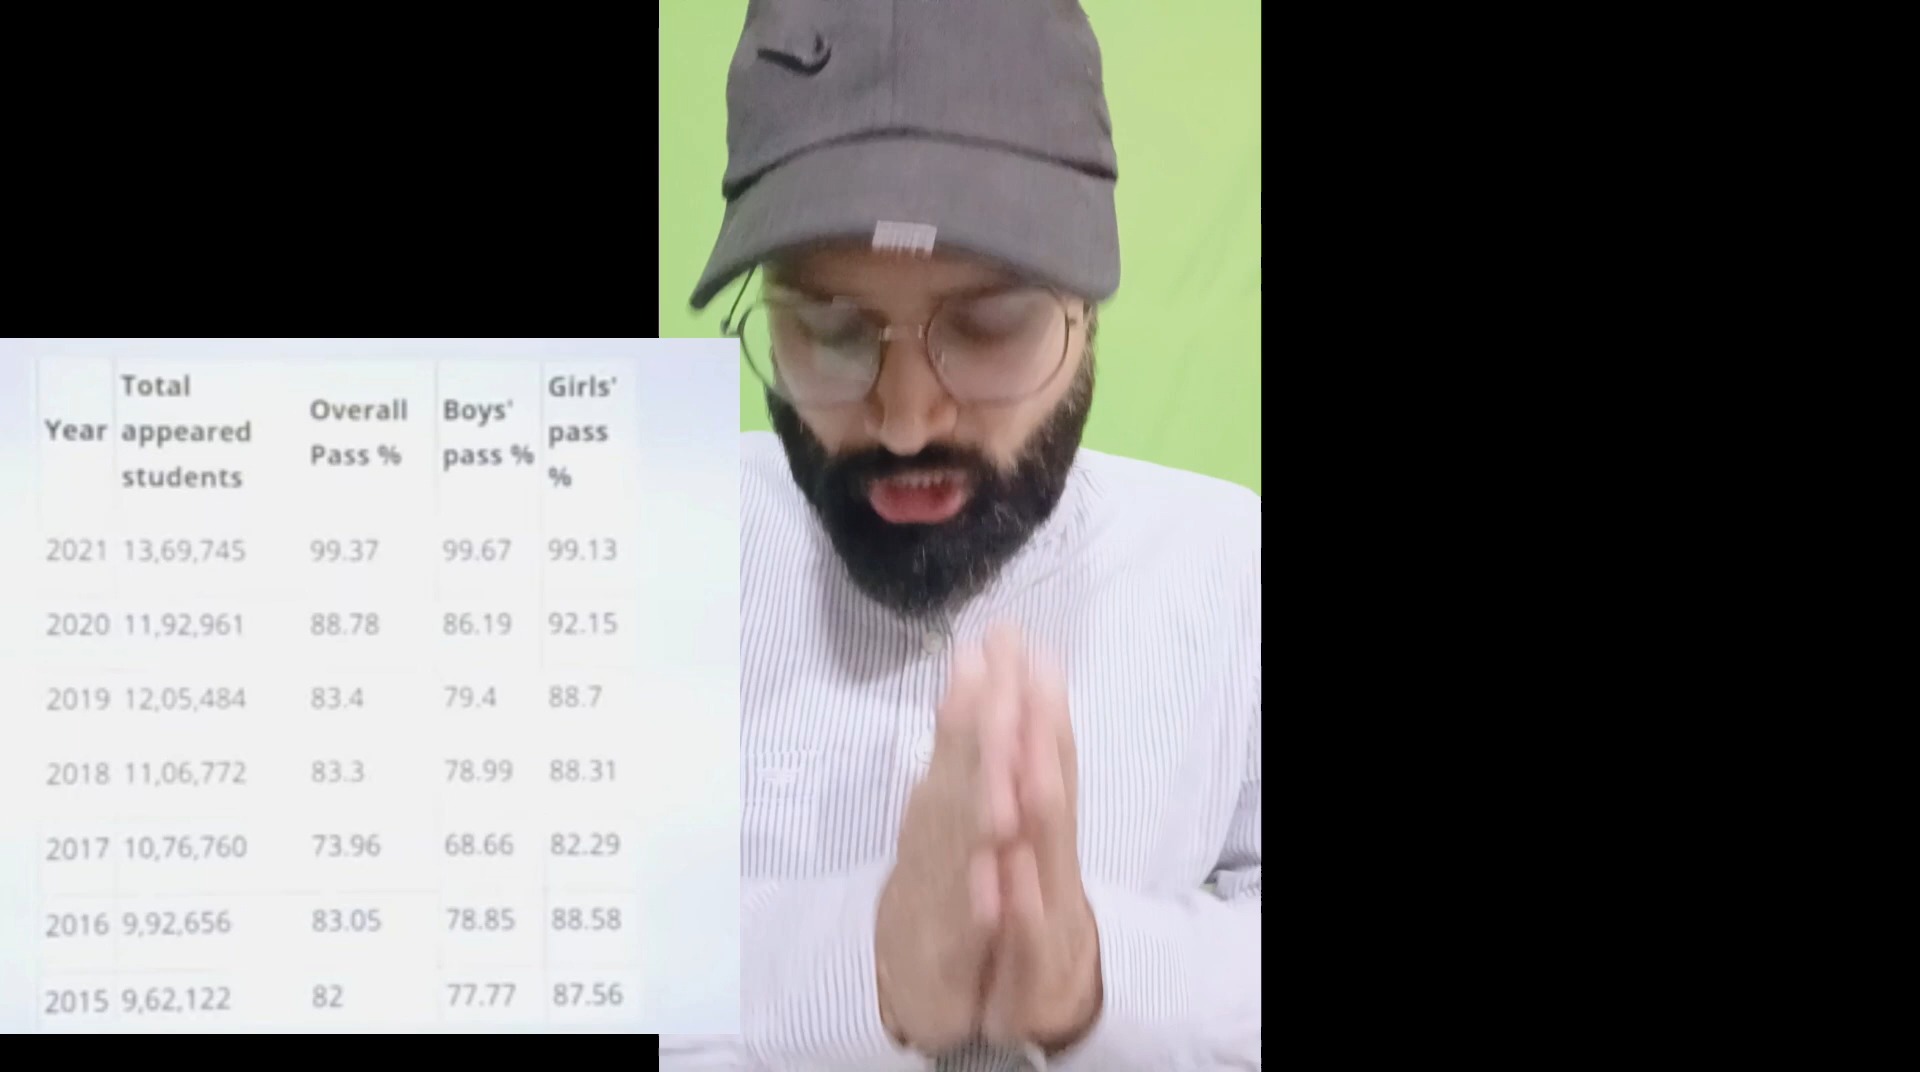 Year Total appeared students Overall Pass % Boys' pass % Girls' pass %
2021 13,69,745 99.37 99.67 99.13
2020 11,92,961 88.78 86.19 92.15
2019 12,05,484 83.4 79.4 88.7
2018 11,06,772 83.3 78.99 88.31
2017 10,76,760 73.96 68.66 82.29
2016 9,92,656 83.05 78.85 88.58
2015 9,62,122 82 77.77 87.56